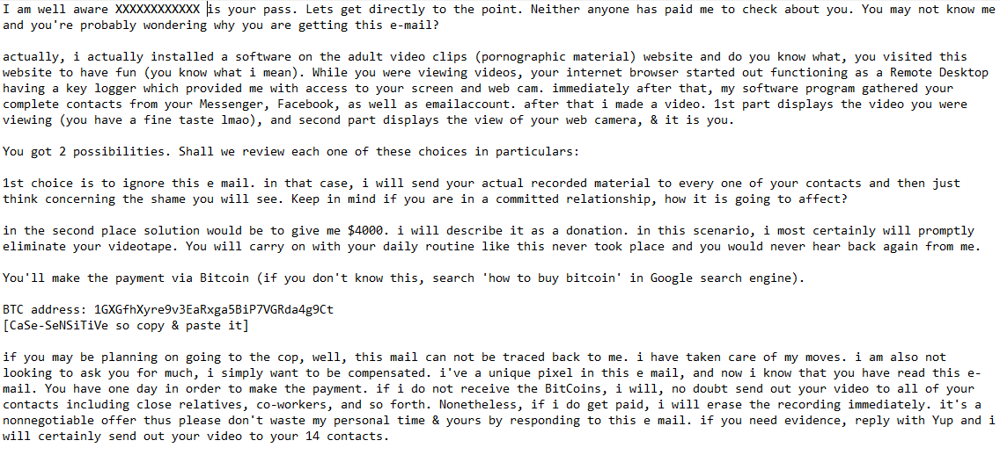 I am well aware XXXXXXXXXXXX is your pass. Lets get directly to the point. Neither anyone has paid me to check about you. You may not know me
and you're probably wondering why you are getting this e-mail?
actually, i actually installed a software on the adult video clips (pornographic material) website and do you know what, you visited this
website to have fun (you know what i mean). While you were viewing videos, your internet browser started out functioning as a Remote Desktop
having a key logger which provided me with access to your screen and web cam. immediately after that, my software program gathered your
complete contacts from your Messenger, Facebook, as well as emailaccount. after that i made a video. 1st part displays the video you were
viewing (you have a fine taste lmao), and second part displays the view of your web camera, & it is you.
You got 2 possibilities. Shall we review each one of these choices in particulars:
1st choice is to ignore this e mail. in that case, i will send your actual recorded material to every one of your contacts and then just
think concerning the shame you will see. Keep in mind if you are in a committed relationship, how it is going to affect?
in the second place solution would be to give me $4000. i will describe it as a donation. in this scenario, i most certainly will promptly
eliminate your videotape. You will carry on with your daily routine like this never took place and you would never hear back again from me.
You'll make the payment via Bitcoin (if you don't know this, search 'how to buy bitcoin' in Google search engine).
BTC address: 1GXGfhXyre9v3EaRxga5BiP7VGRda4g9Ct
[CaSe-SeNSiTiVe so copy & paste it]
if you may be planning on going to the cop, well, this mail can not be traced back to me. i have taken care of my moves. i am also not
looking to ask you for much, i simply want to be compensated. i've a unique pixel in this e mail, and now i know that you have read this e-
mail. You have one day in order to make the payment. if i do not receive the BitCoins, i will, no doubt send out your video to all of your
contacts including close relatives, co-workers, and so forth. Nonetheless, if i do get paid, i will erase the recording immediately. it's a
nonnegotiable offer thus please don't waste my personal time & yours by responding to this e mail. if you need evidence, reply with Yup and i
will certainly send out your video to your 14 contacts.